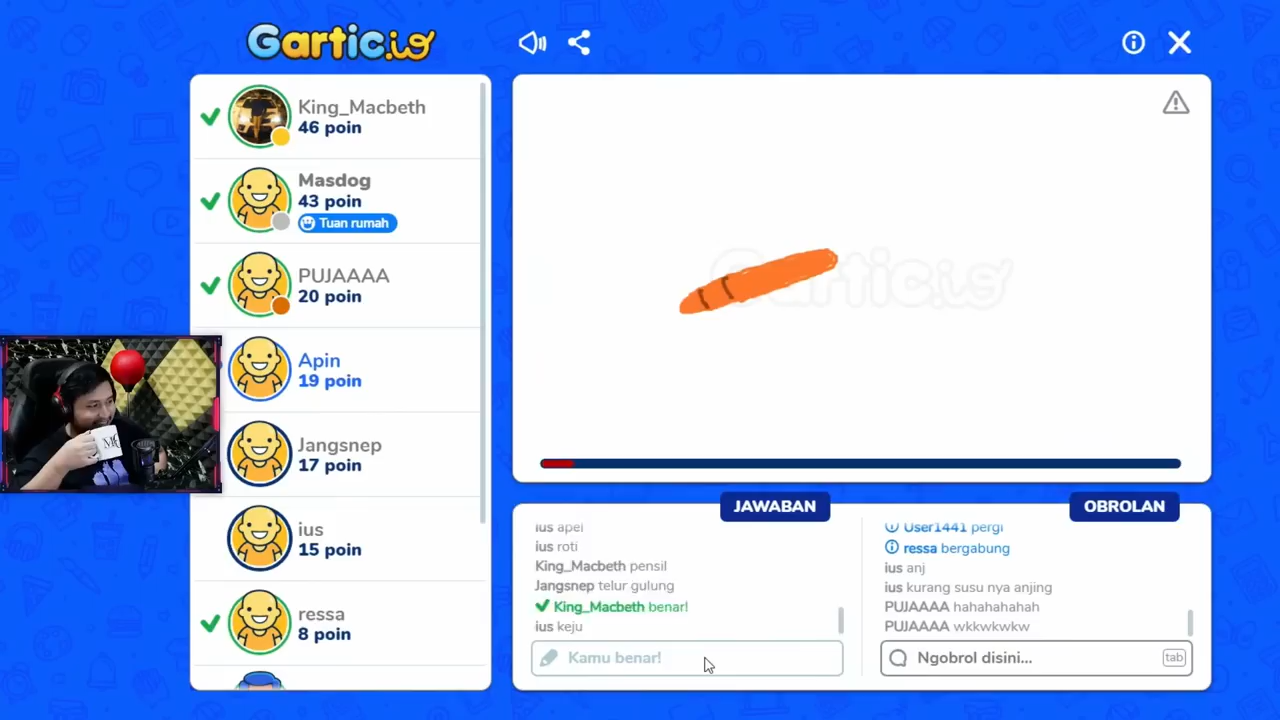 Gartic.io
King_Macbeth
46 poin
Masdog
43 poin
Tuan rumah
PUJAAAA
20 poin
Apin
19 poin
Jangsnep
17 poin
ius
15 poin
ressa
8 poin
Gartic.io
JAWABAN
ius apel
ius roti
King_Macbeth pensil
Jangsnep telur gulung
King_Macbeth benar!
ius keju
Kamu benar!
OBROLAN
User1441 pergi
ressa bergabung
ius anj
ius kurang susu nya anjing
PUJAAAA hahahahahah
PUJAAAA wkkwkwkw
Ngobrol disini...
tab